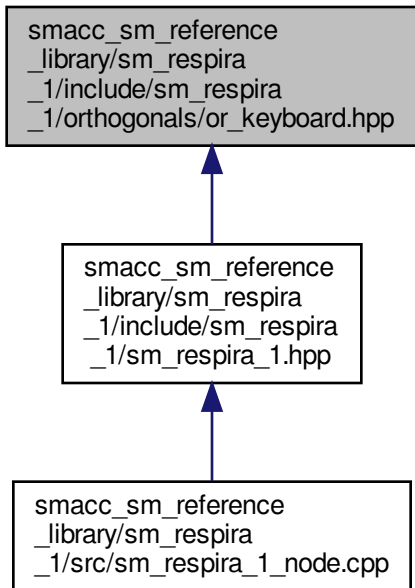 smacc_sm_reference
_library/sm_respira
_1/include/sm_respira
_1/orthogonals/or_keyboard.hpp
smacc_sm_reference
_library/sm_respira
_1/include/sm_respira
_1/sm_respira_1.hpp
smacc_sm_reference
_library/sm_respira
_1/src/sm_respira_1_node.cpp